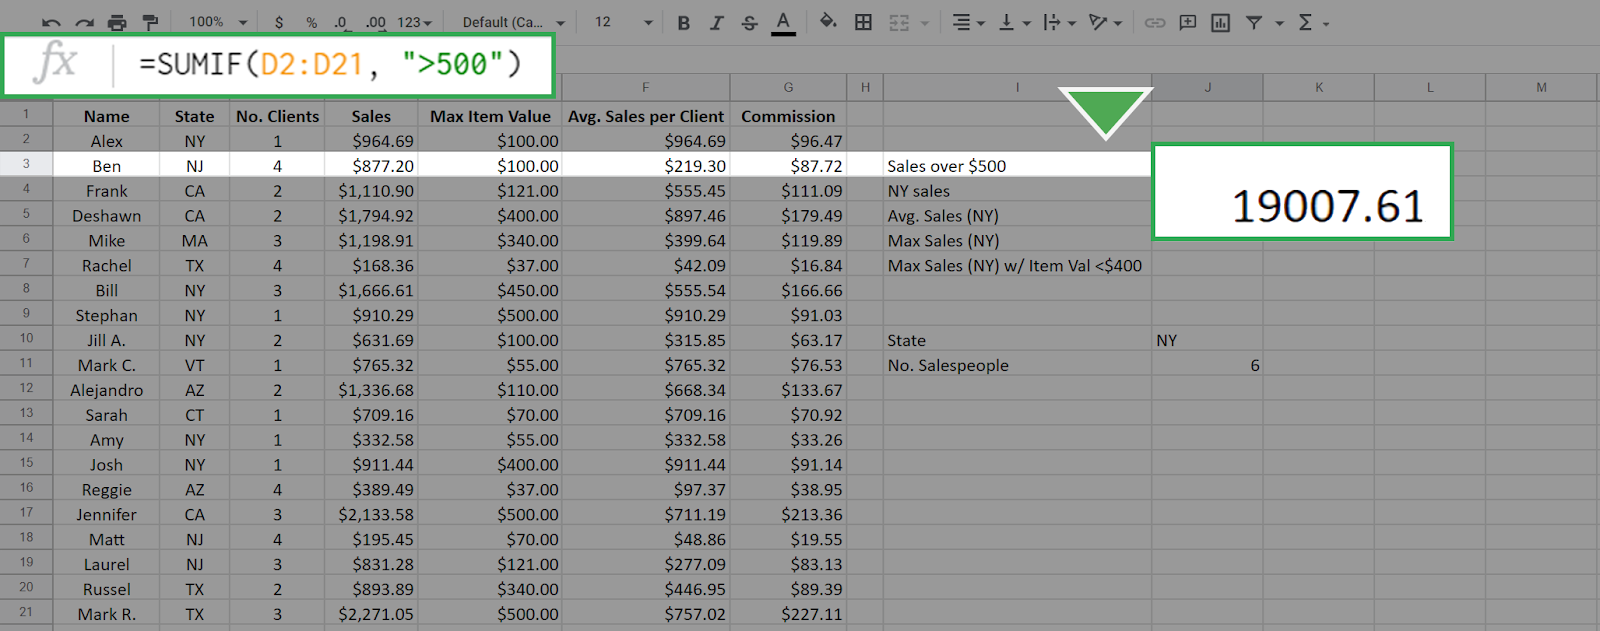 100% $ % .0 .00 123 Default (Ca... 12 B I S A
fx =SUMIF(D2:D21, ">500")
F G H I J K L M
1 Name State No. Clients Sales Max Item Value Avg. Sales per Client Commission
2 Alex NY 1 $964.69 $100.00 $964.69 $96.47
3 Ben NJ 4 $877.20 $100.00 $219.30 $87.72 Sales over $500 19007.61
4 Frank CA 2 $1,110.90 $121.00 $555.45 $111.09 NY sales
5 Deshawn CA 2 $1,794.92 $400.00 $897.46 $179.49 Avg. Sales (NY)
6 Mike MA 3 $1,198.91 $340.00 $399.64 $119.89 Max Sales (NY)
7 Rachel TX 4 $168.36 $37.00 $42.09 $16.84 Max Sales (NY) w/ Item Val <$400
8 Bill NY 3 $1,666.61 $450.00 $555.54 $166.66
9 Stephan NY 1 $910.29 $500.00 $910.29 $91.03
10 Jill A. NY 2 $631.69 $100.00 $315.85 $63.17 State NY
11 Mark C. VT 1 $765.32 $55.00 $765.32 $76.53 No. Salespeople 6
12 Alejandro AZ 2 $1,336.68 $110.00 $668.34 $133.67
13 Sarah CT 1 $709.16 $70.00 $709.16 $70.92
14 Amy NY 1 $332.58 $55.00 $332.58 $33.26
15 Josh NY 1 $911.44 $400.00 $911.44 $91.14
16 Reggie AZ 4 $389.49 $37.00 $97.37 $38.95
17 Jennifer CA 3 $2,133.58 $500.00 $711.19 $213.36
18 Matt NJ 4 $195.45 $70.00 $48.86 $19.55
19 Laurel NJ 3 $831.28 $121.00 $277.09 $83.13
20 Russel TX 2 $893.89 $340.00 $446.95 $89.39
21 Mark R. TX 3 $2,271.05 $500.00 $757.02 $227.11